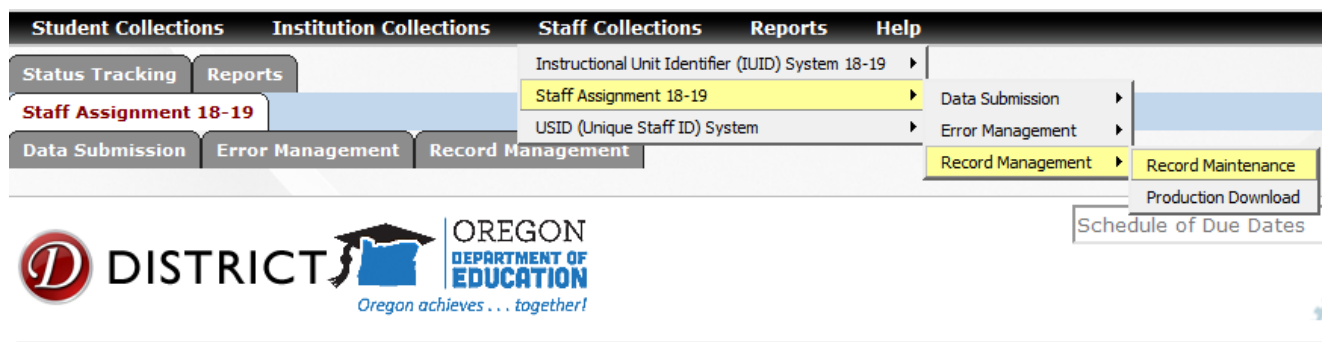 Student Collections Institution Collections Staff Collections Reports Help
Status Tracking Reports
Instructional Unit Identifier (IUID) System 18-19
Staff Assignment 18-19
Staff Assignment 18-19
Data Submission
USID (Unique Staff ID) System
Error Management
Data Submission Error Management Record Management
Record Management
Record Maintenance
Production Download
Schedule of Due Dates
D DISTRICT
OREGON
DEPARTMENT OF
EDUCATION
Oregon achieves . . . together!